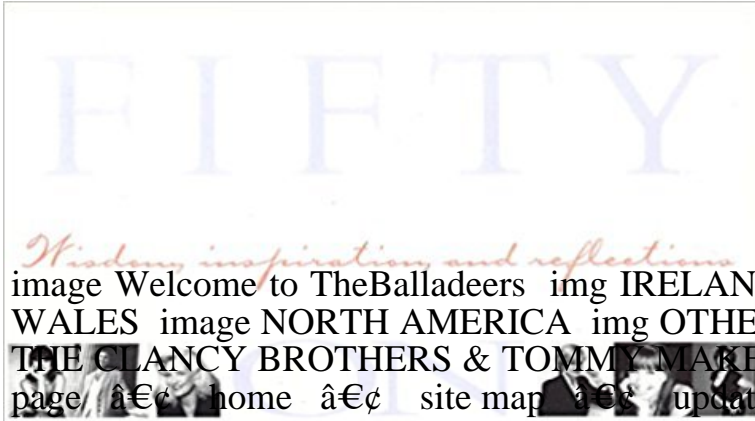 FIFTY
Wisdom, inspiration, and reflections
image Welcome to TheBalladeers img IRELAN
WALES image NORTH AMERICA img OTHE
THE CLANCY BROTHERS & TOMMY MAKE
page • home • site map • updat